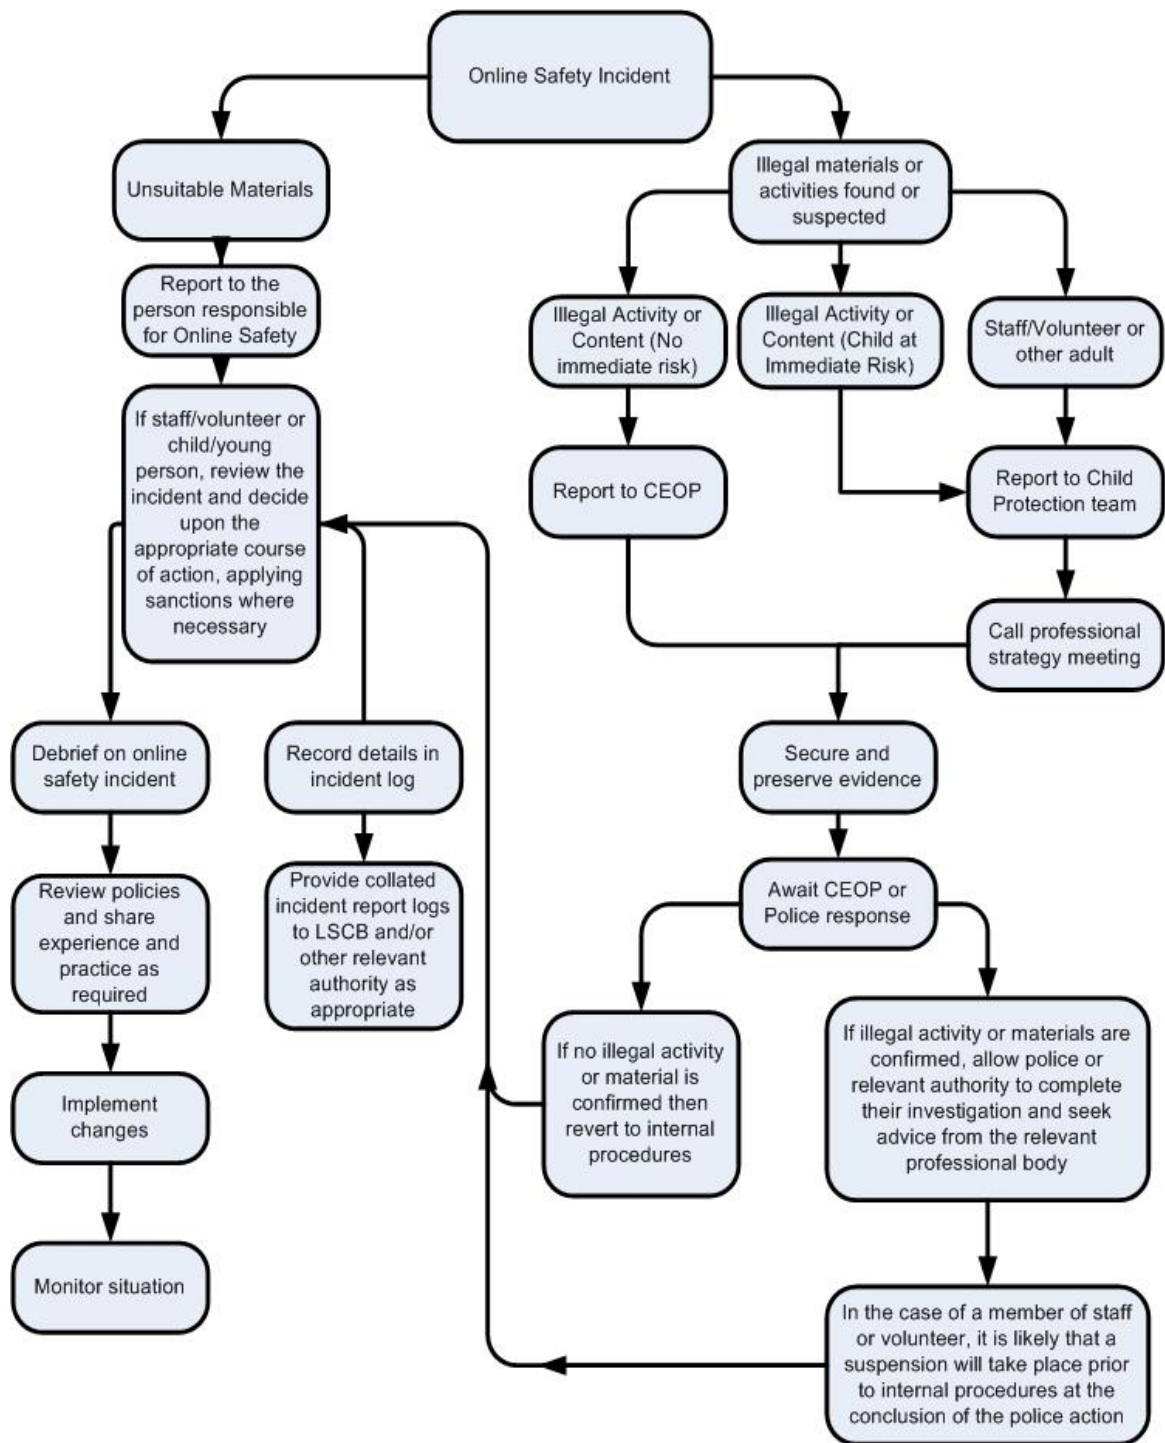 Online Safety Incident
Unsuitable Materials
Report to the
person responsible
for Online Safety
If staff/volunteer or
child/young
person, review the
incident and decide
upon the
appropriate course
of action, applying
sanctions where
necessary
Debrief on online
safety incident
Review policies
and share
experience and
practice as
required
Implement
changes
Monitor situation
Record details in
incident log
Provide collated
incident report logs
to LSCB and/or
other relevant
authority as
appropriate
Illegal materials or
activities found or
suspected
Illegal Activity or
Content (No
immediate risk)
Illegal Activity or
Content (Child at
Immediate Risk)
Staff/Volunteer or
other adult
Report to CEOP
Report to Child
Protection team
Call professional
strategy meeting
Secure and
preserve evidence
Await CEOP or
Police response
If no illegal activity
or material is
confirmed then
revert to internal
procedures
If illegal activity or materials are
confirmed, allow police or
relevant authority to complete
their investigation and seek
advice from the relevant
professional body
In the case of a member of staff
or volunteer, it is likely that a
suspension will take place prior
to internal procedures at the
conclusion of the police action